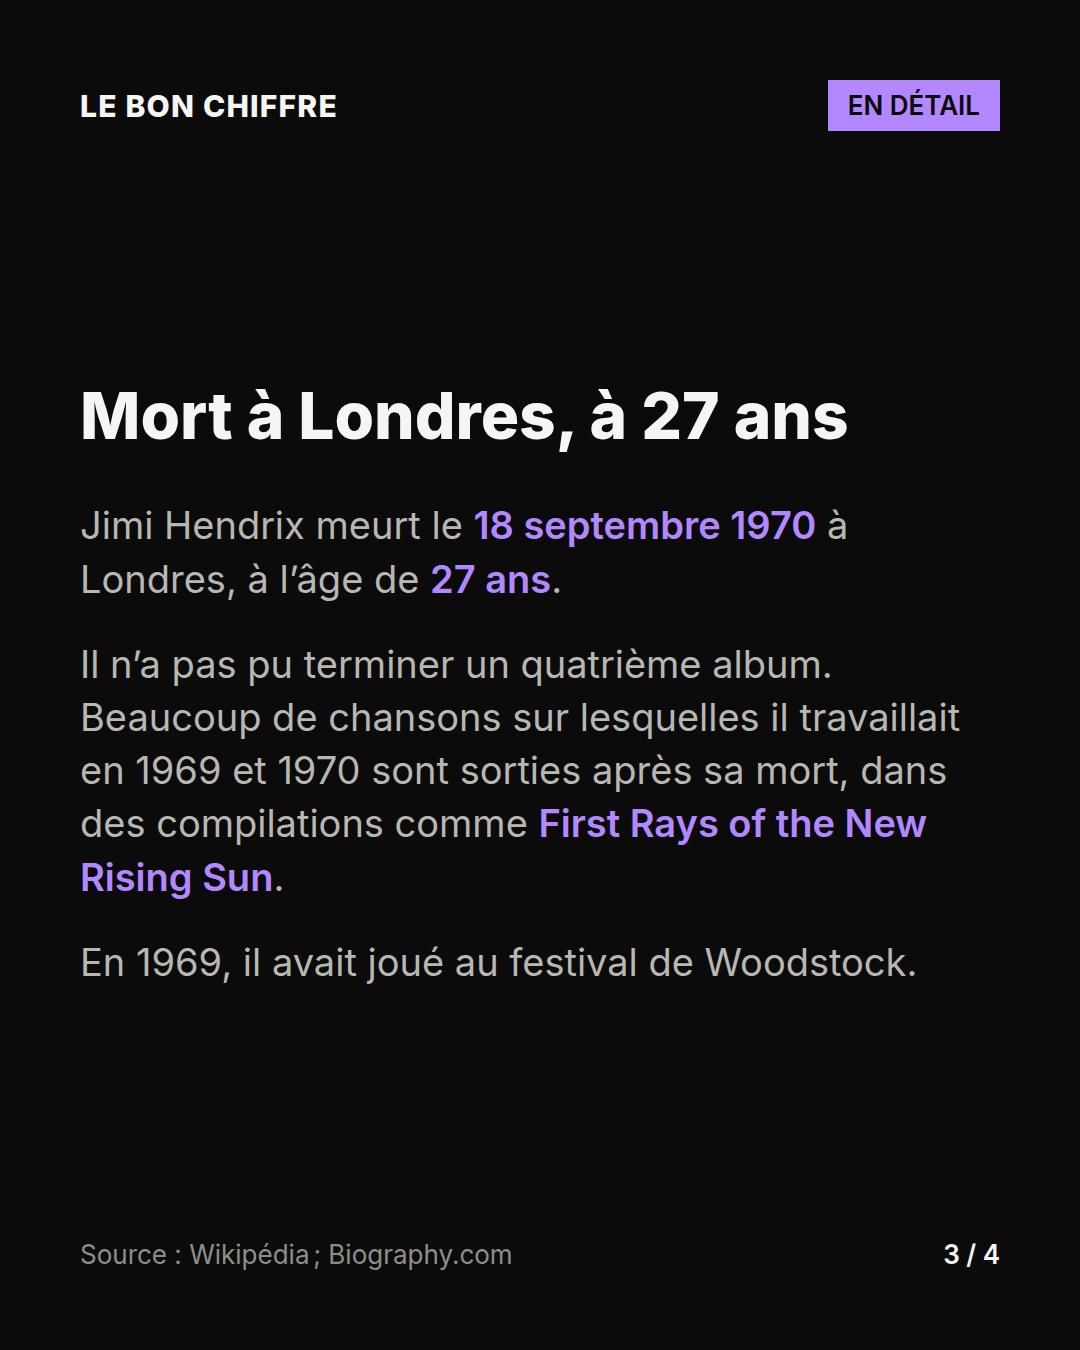 LE BON CHIFFRE
EN DÉTAIL
Mort à Londres, à 27 ans
Jimi Hendrix meurt le 18 septembre 1970 à
Londres, à l’âge de 27 ans.
Il n’a pas pu terminer un quatrième album.
Beaucoup de chansons sur lesquelles il travaillait
en 1969 et 1970 sont sorties après sa mort, dans
des compilations comme First Rays of the New
Rising Sun.
En 1969, il avait joué au festival de Woodstock.
Source : Wikipédia ; Biography.com
3 / 4